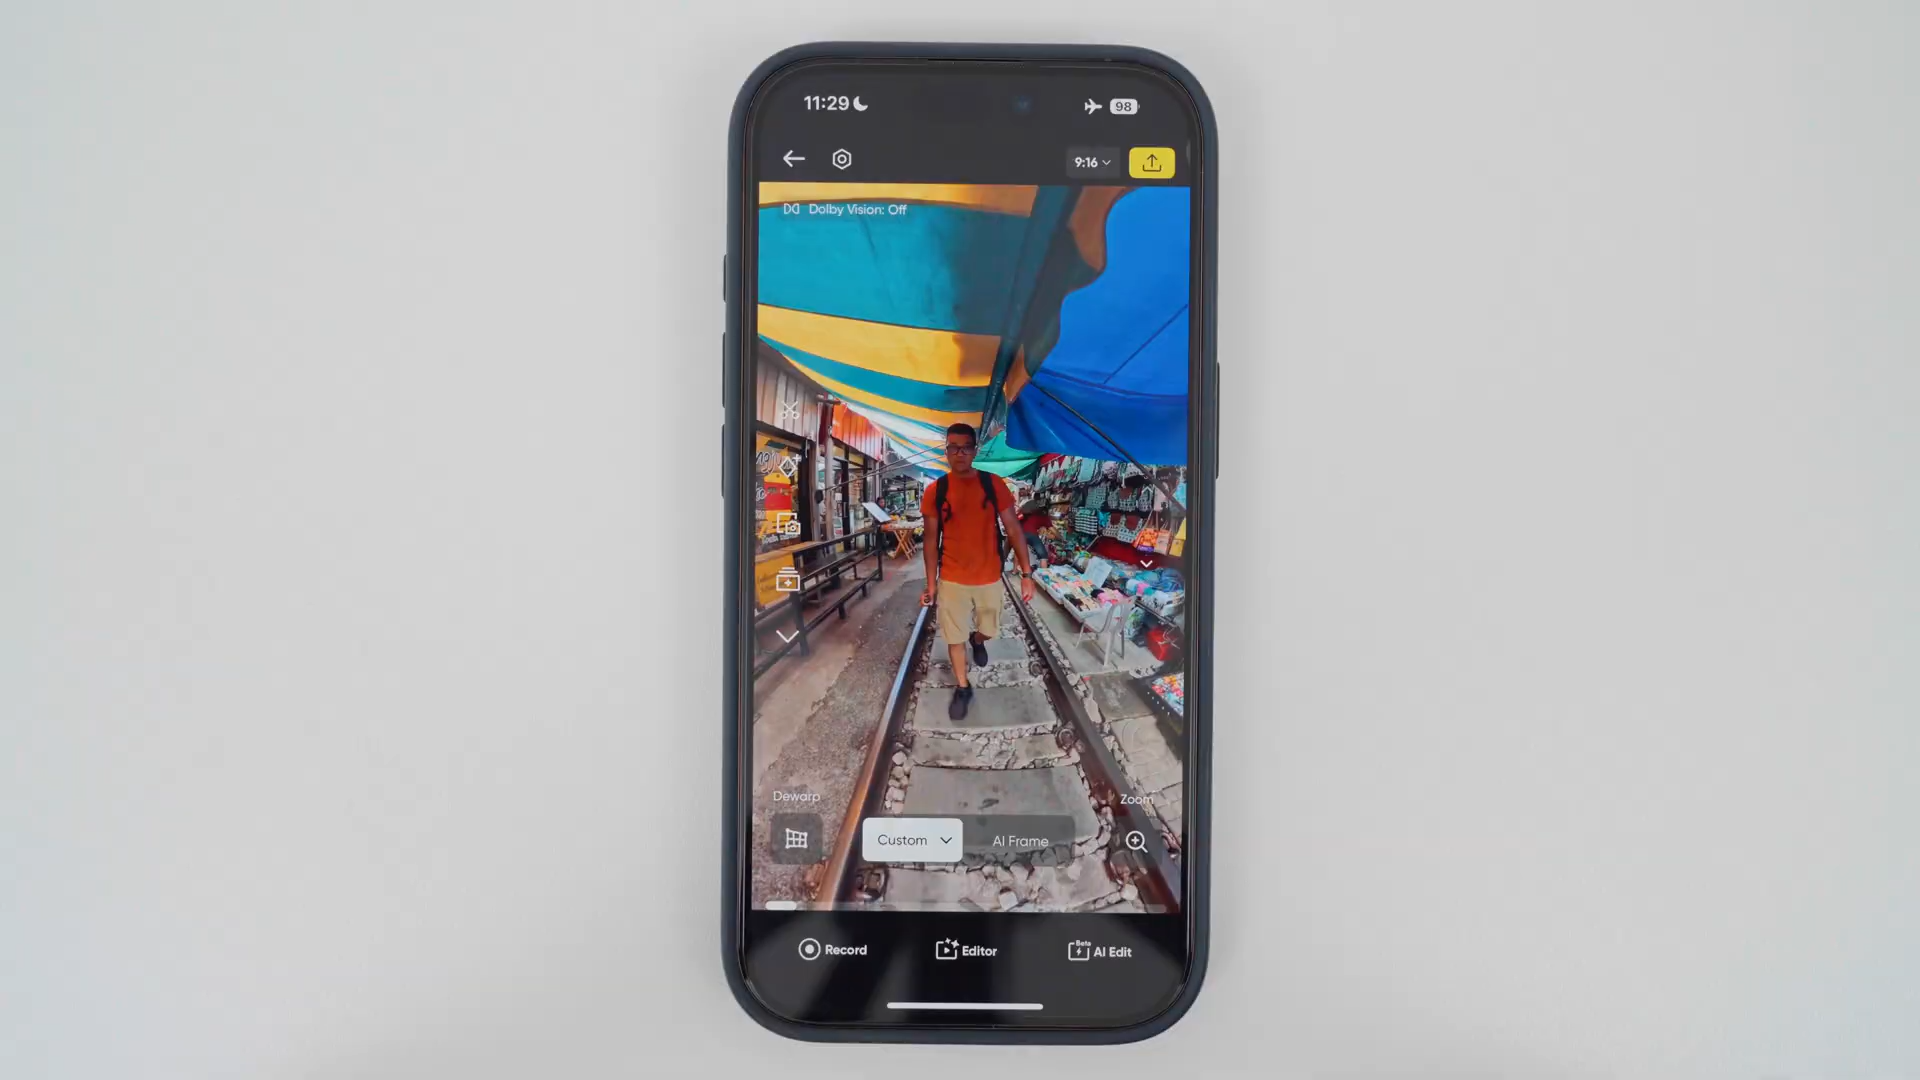 11:29
98
9:16
Dolby Vision: Off
Dewarp
Zoom
Custom
AI Frame
Record
Editor
Beta
AI Edit